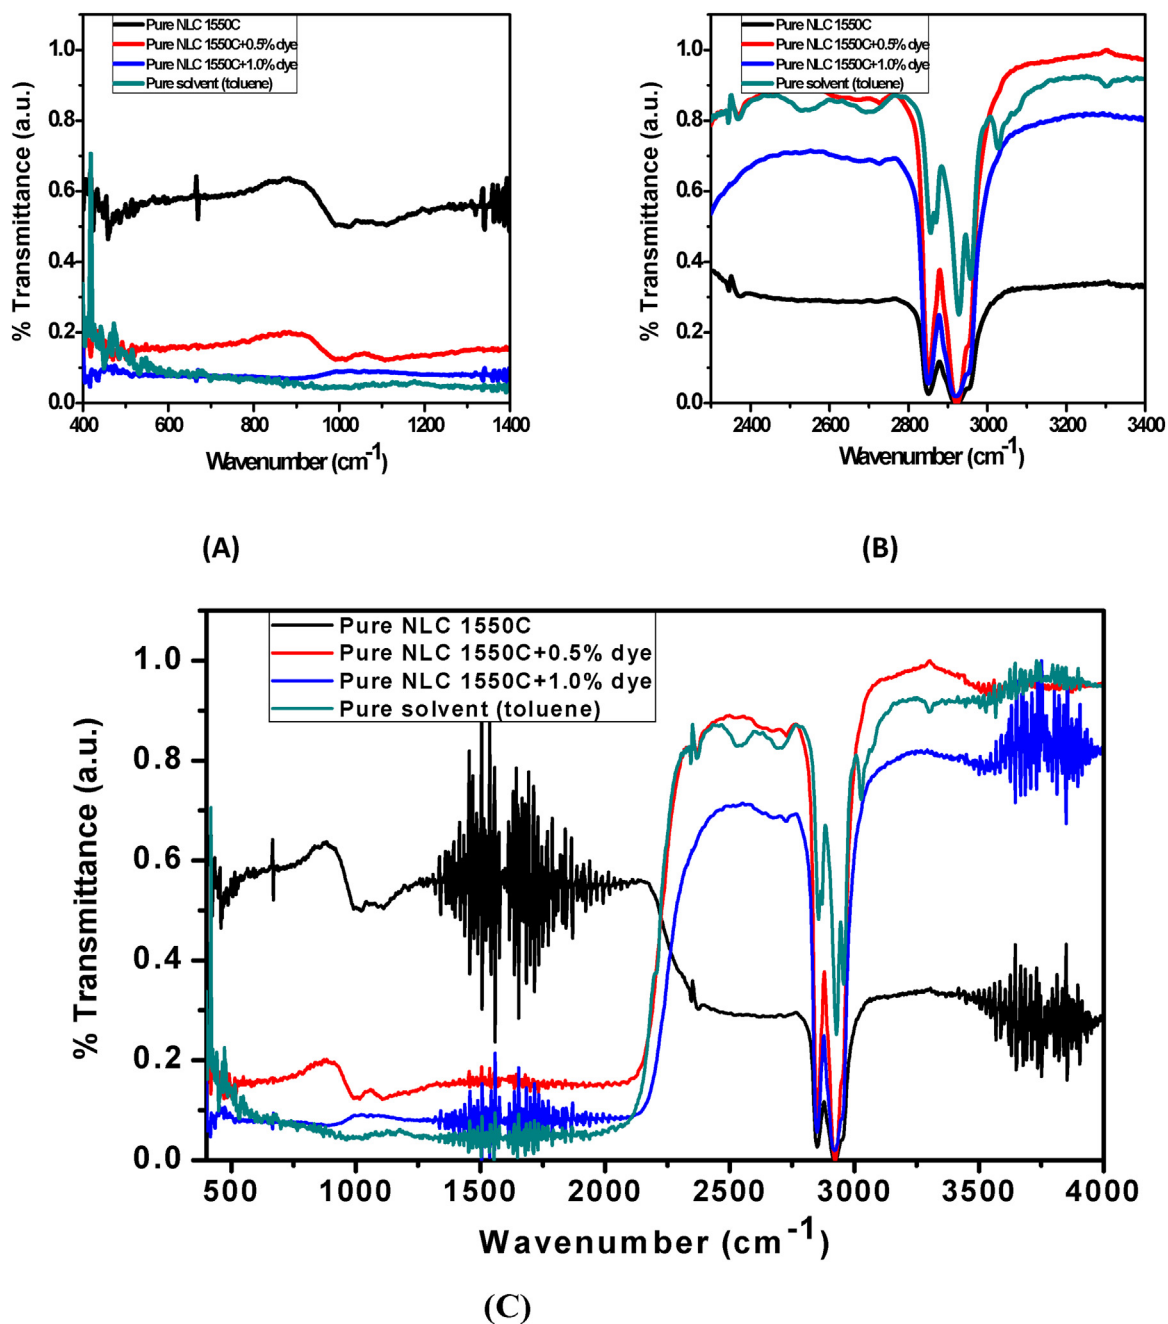 Pure NLC 1550C
Pure NLC 1550C+0.5% dye
Pure NLC 1550C+1.0% dye
Pure solvent (toluene)
% Transmittance (a.u.)
1.0
0.8
0.6
0.4
0.2
0.0
400 600 800 1000 1200 1400
Wavenumber (cm-1)
(A)
Pure NLC 1550C
Pure NLC 1550C+0.5% dye
Pure NLC 1550C+1.0% dye
Pure solvent (toluene)
% Transmittance (a.u.)
1.0
0.8
0.6
0.4
0.2
0.0
2400 2600 2800 3000 3200 3400
Wavenumber (cm-1)
(B)
Pure NLC 1550C
Pure NLC 1550C+0.5% dye
Pure NLC 1550C+1.0% dye
Pure solvent (toluene)
% Transmittance (a.u.)
1.0
0.8
0.6
0.4
0.2
0.0
500 1000 1500 2000 2500 3000 3500 4000
Wavenumber (cm-1)
(C)